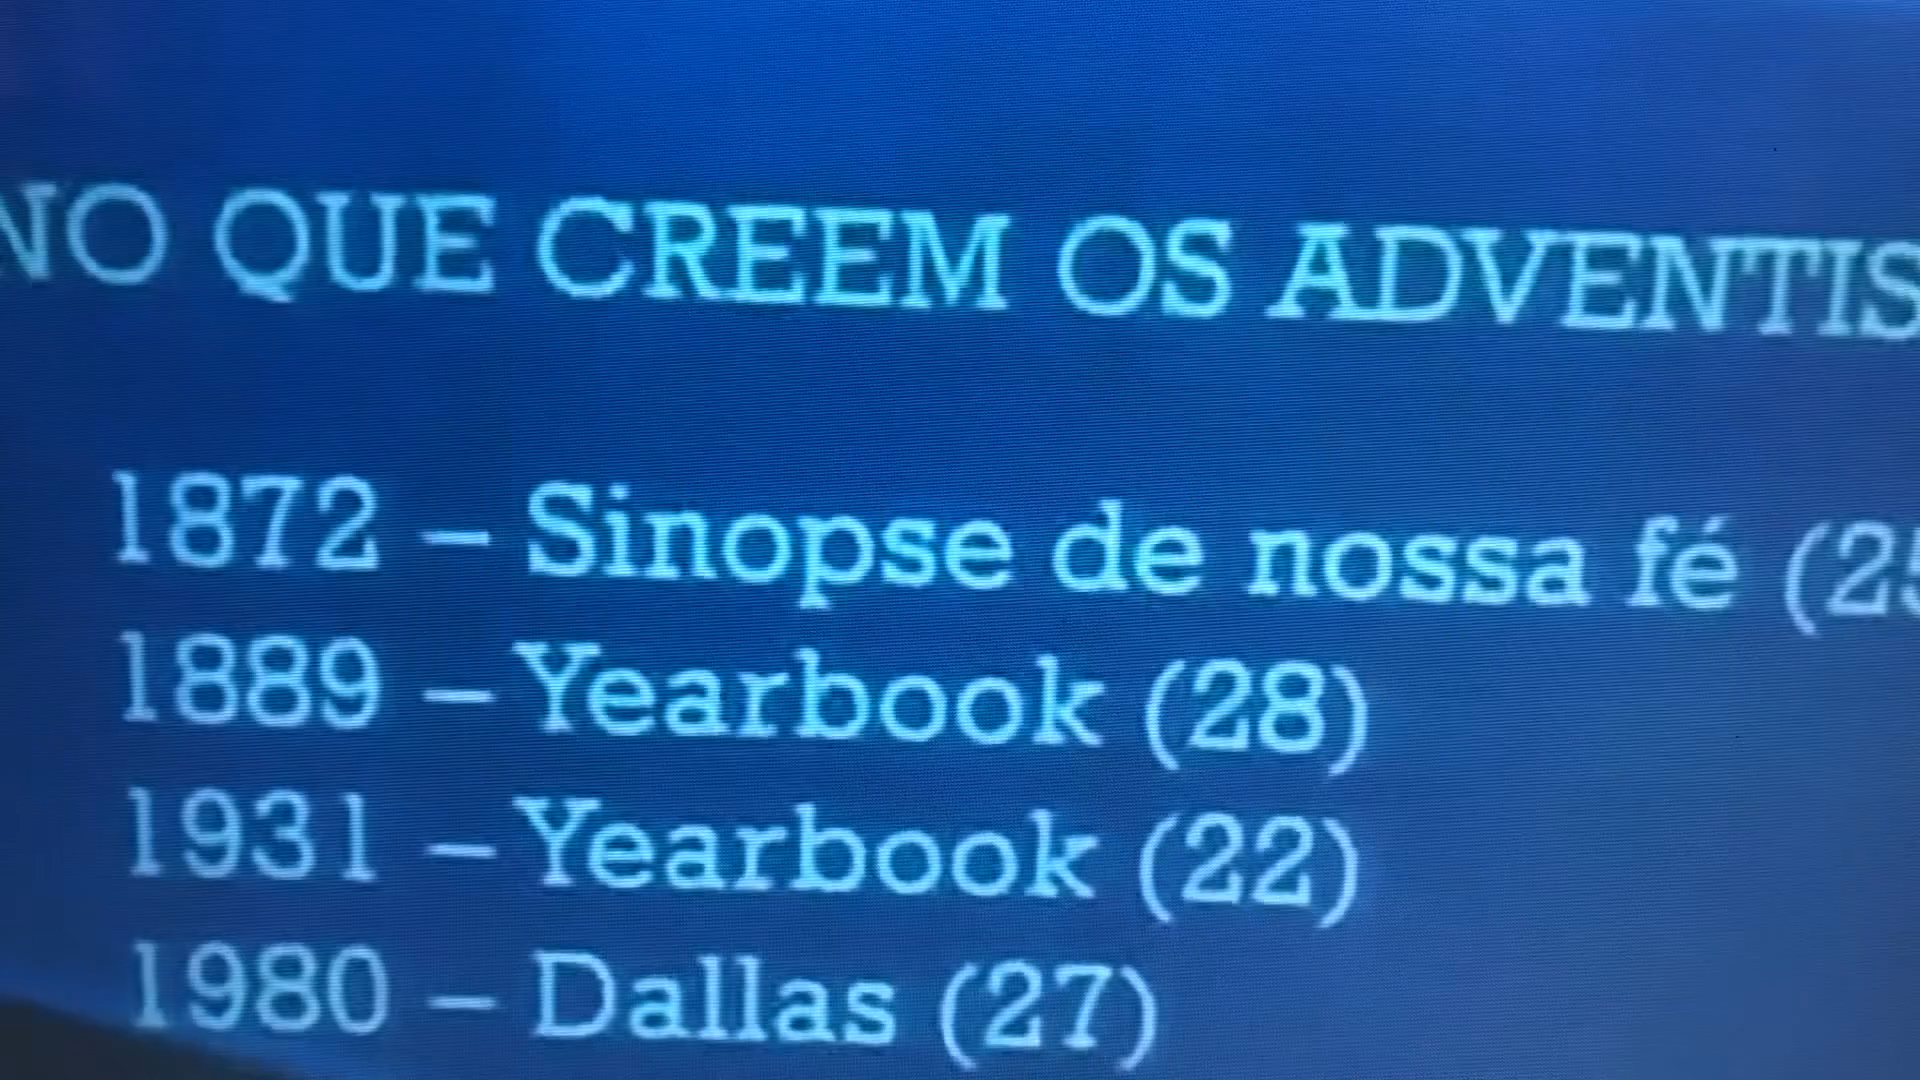 NO QUE CREEM OS ADVENTIS
1872 – Sinopse de nossa fé (25
1889 – Yearbook (28)
1931 – Yearbook (22)
1980 – Dallas (27)